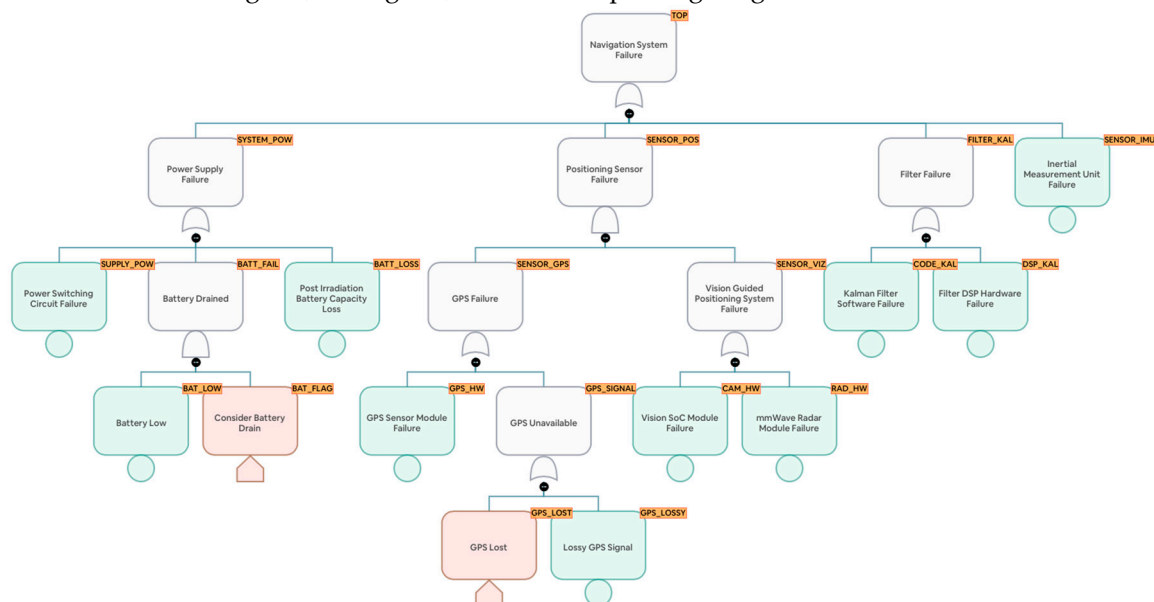 TOP
Navigation System
Failure
SYSTEM_POW
SENSOR_POS
FILTER_KAL
SENSOR_IMU
Power Supply
Failure
Positioning Sensor
Failure
Filter Failure
Inertial
Measurement Unit
Failure
SUPPLY_POW
BATT_FAIL
BATT_LOSS
SENSOR_GPS
SENSOR_VIZ
CODE_KAL
DSP_KAL
Power Switching
Circuit Failure
Battery Drained
Post Irradiation
Battery Capacity
Loss
GPS Failure
Vision Guided
Positioning System
Failure
Kalman Filter
Software Failure
Filter DSP Hardware
Failure
BAT_LOW
BAT_FLAG
GPS_HW
GPS_SIGNAL
CAM_HW
RAD_HW
Battery Low
Consider Battery
Drain
GPS Sensor Module
Failure
GPS Unavailable
Vision SoC Module
Failure
mmWave Radar
Module Failure
GPS_LOST
GPS_LOSSY
GPS Lost
Lossy GPS Signal